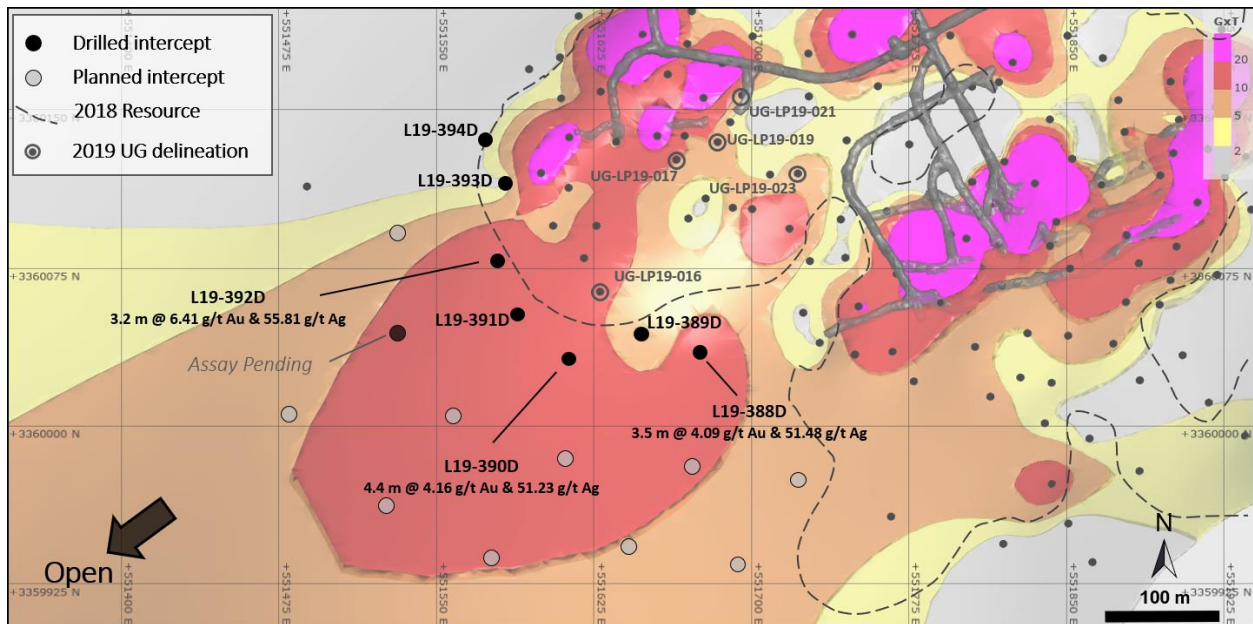 Drilled intercept
Planned intercept
2018 Resource
2019 UG delineation
+551475 E
+551550 E
+551625 E
+551700 E
+551850 E
GxT
20
10
5
2
+3360150 N
L19-394D
UG-LP19-021
UG-LP19-019
L19-393D
UG-LP19-017
UG-LP19-023
+3360075 N
+3360075 N
UG-LP19-016
L19-392D
3.2 m @ 6.41 g/t Au & 55.81 g/t Ag
L19-391D
L19-389D
Assay Pending
L19-388D
3.5 m @ 4.09 g/t Au & 51.48 g/t Ag
+3360000 N
+3360000 N
L19-390D
4.4 m @ 4.16 g/t Au & 51.23 g/t Ag
N
Open
+3359925 N
+3359925 N
+551400 E
+551475 E
+551550 E
+551625 E
+551700 E
+551775 E
+551850 E
100 m